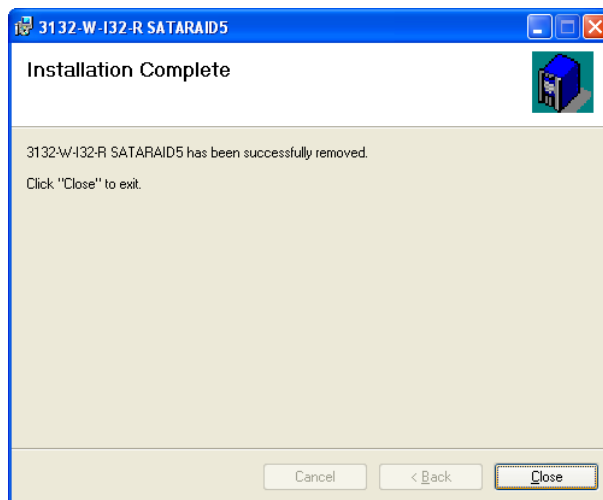 3132-W-I32-R SATARAID5
Installation Complete
3132-W-I32-R SATARAID5 has been successfully removed.
Click "Close" to exit.
Cancel
< Back
Close